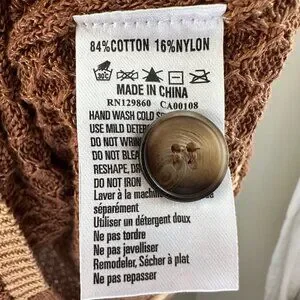 84%COTTON 16%NYLON
30°C
MADE IN CHINA
RN129860 CA00108
HAND WASH COLD
USE MILD
DO NOT
DO NOT
RESHAPE,
DO NOT IRON
Laver à la
séparément
Utiliser un détergent doux
Ne pas tordre
Ne pas javelliser
Remodeler, Sécher à plat
Ne pas repasser